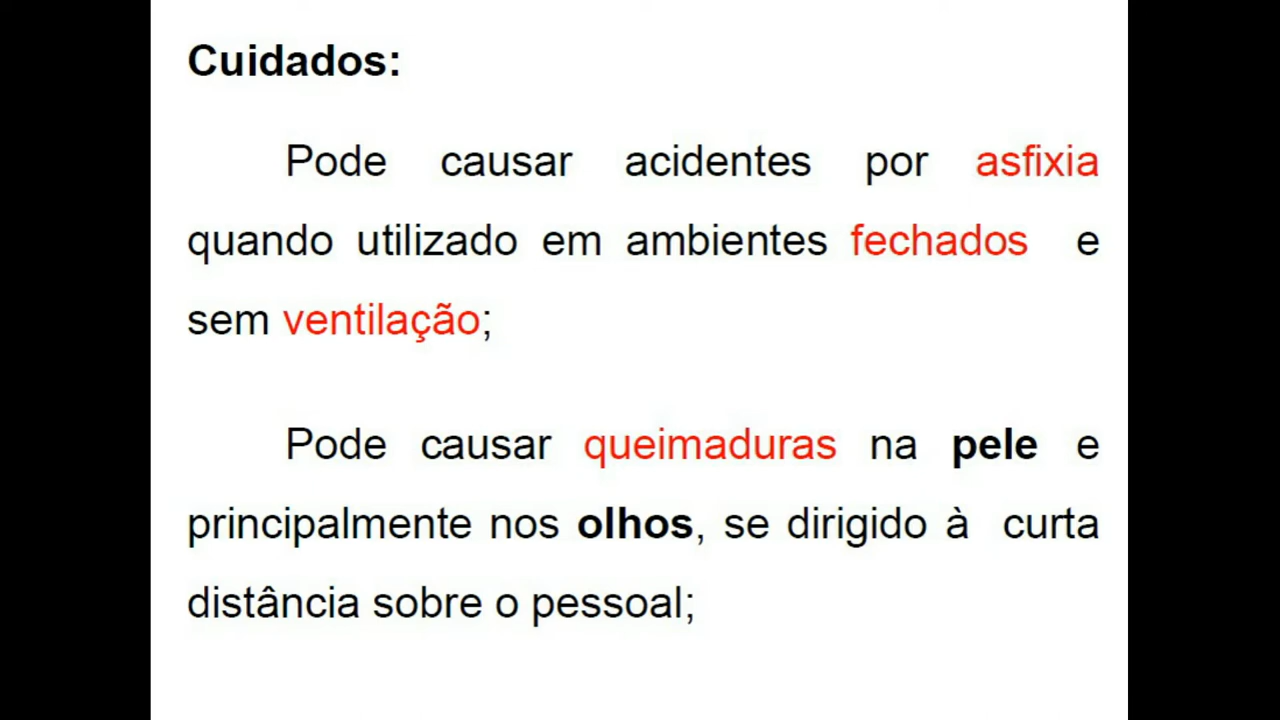 Cuidados:
Pode causar acidentes por asfixia
quando utilizado em ambientes fechados e
sem ventilação;
Pode causar queimaduras na pele e
principalmente nos olhos, se dirigido à curta
distância sobre o pessoal;